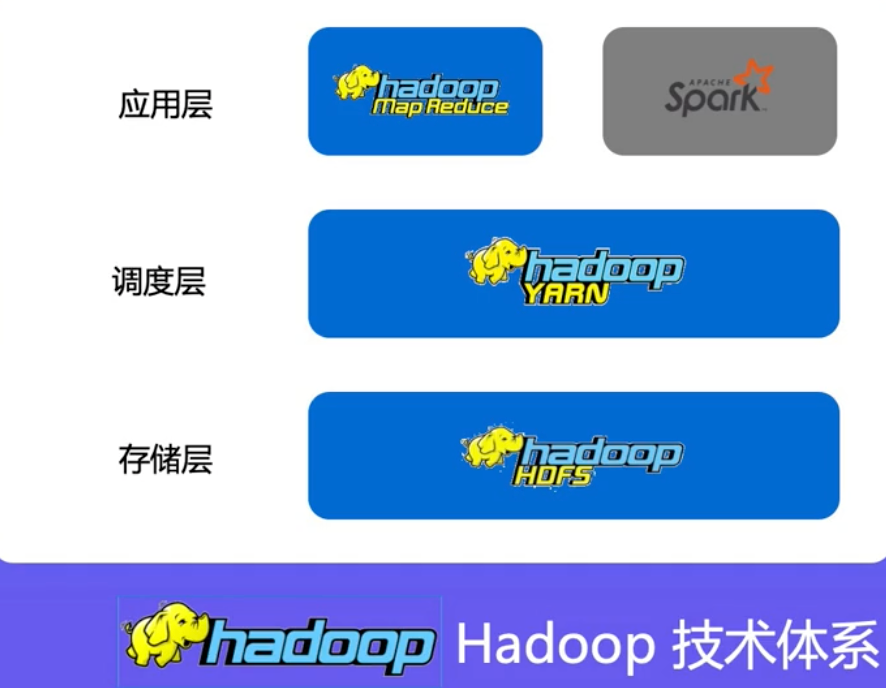 应用层
hadoop
Map Reduce
APACHE
Spark
调度层
hadoop
YARN
存储层
hadoop
HDFS
hadoop Hadoop 技术体系